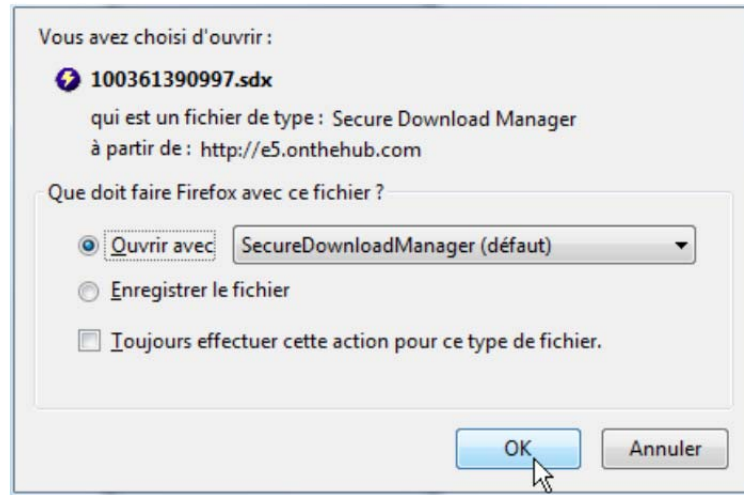 Vous avez choisi d'ouvrir :
100361390997.sdx
qui est un fichier de type : Secure Download Manager
à partir de : http://e5.onthehub.com
Que doit faire Firefox avec ce fichier ?
Ouvrir avec SecureDownloadManager (défaut)
Enregistrer le fichier
Toujours effectuer cette action pour ce type de fichier.
OK Annuler